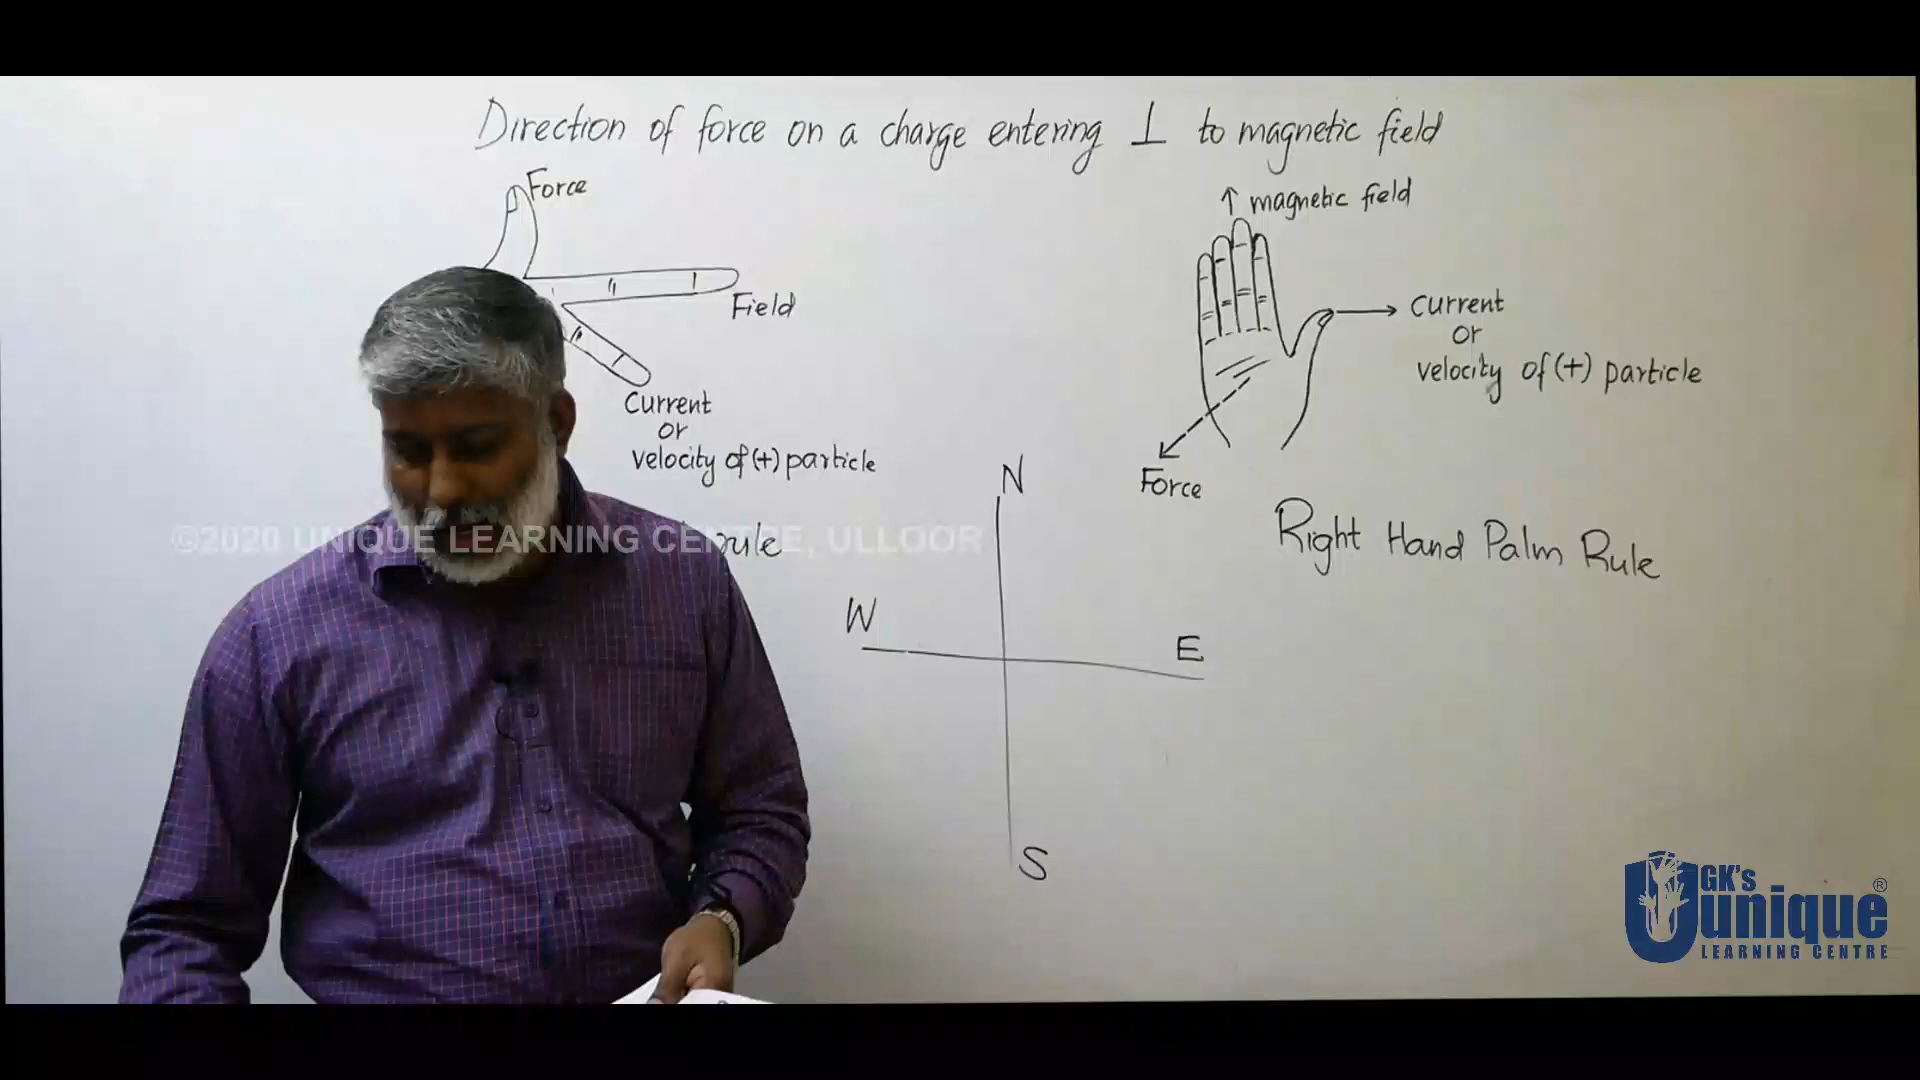 Direction of force on a charge entering ⊥ to magnetic field
Force
Field
Current
or
velocity of (+) particle
rule
↑ magnetic field
Current
or
velocity of (+) particle
Force
Right Hand Palm Rule
N
W
E
S
©2020 UNIQUE LEARNING CENTRE, ULLOOR
GK's
unique®
LEARNING CENTRE